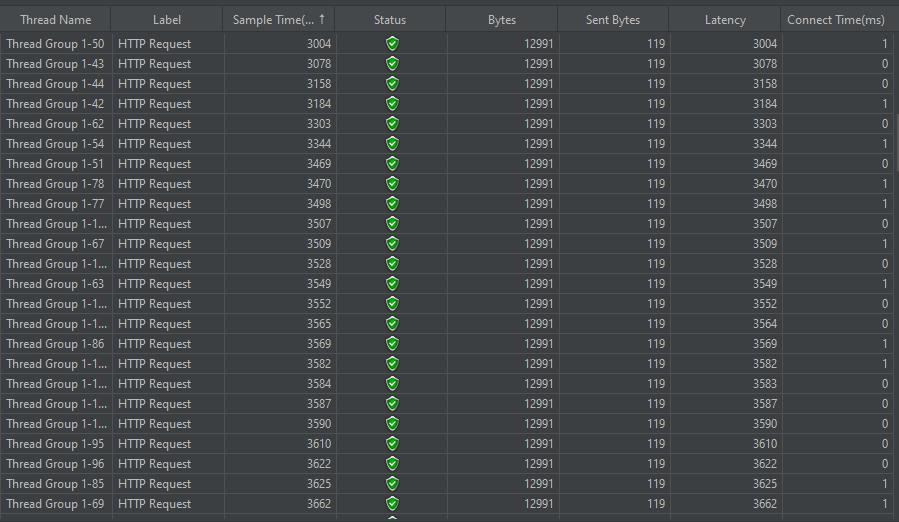 Thread Name Label Sample Time(... ↑ Status Bytes Sent Bytes Latency Connect Time(ms)
Thread Group 1-50 HTTP Request 3004 12991 119 3004 1
Thread Group 1-43 HTTP Request 3078 12991 119 3078 0
Thread Group 1-44 HTTP Request 3158 12991 119 3158 0
Thread Group 1-42 HTTP Request 3184 12991 119 3184 1
Thread Group 1-62 HTTP Request 3303 12991 119 3303 0
Thread Group 1-54 HTTP Request 3344 12991 119 3344 1
Thread Group 1-51 HTTP Request 3469 12991 119 3469 0
Thread Group 1-78 HTTP Request 3470 12991 119 3470 1
Thread Group 1-77 HTTP Request 3498 12991 119 3498 1
Thread Group 1-1... HTTP Request 3507 12991 119 3507 0
Thread Group 1-67 HTTP Request 3509 12991 119 3509 1
Thread Group 1-1... HTTP Request 3528 12991 119 3528 0
Thread Group 1-63 HTTP Request 3549 12991 119 3549 1
Thread Group 1-1... HTTP Request 3552 12991 119 3552 0
Thread Group 1-1... HTTP Request 3565 12991 119 3564 0
Thread Group 1-86 HTTP Request 3569 12991 119 3569 1
Thread Group 1-1... HTTP Request 3582 12991 119 3582 1
Thread Group 1-1... HTTP Request 3584 12991 119 3583 0
Thread Group 1-1... HTTP Request 3587 12991 119 3587 0
Thread Group 1-1... HTTP Request 3590 12991 119 3590 0
Thread Group 1-95 HTTP Request 3610 12991 119 3610 0
Thread Group 1-96 HTTP Request 3622 12991 119 3622 0
Thread Group 1-85 HTTP Request 3625 12991 119 3625 1
Thread Group 1-69 HTTP Request 3662 12991 119 3662 1